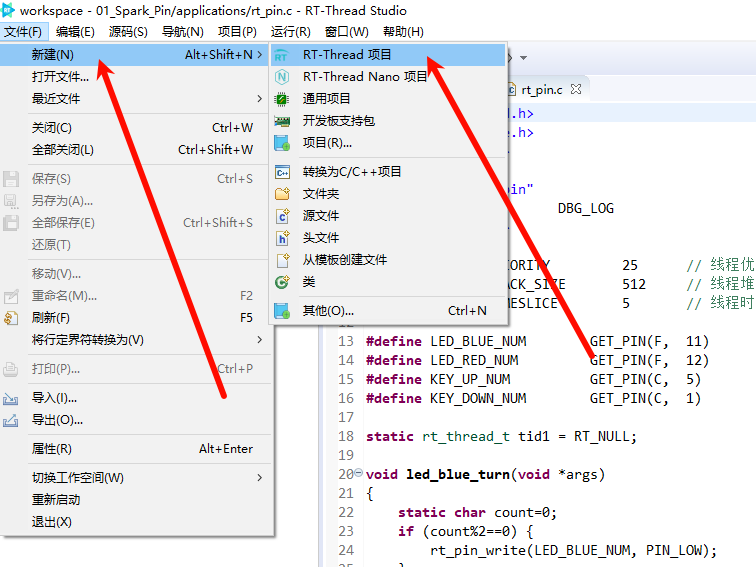 workspace - 01_Spark_Pin/applications/rt_pin.c - RT-Thread Studio
文件(F) 编辑(E) 源码(S) 导航(N) 项目(P) 运行(R) 窗口(W) 帮助(H)
新建(N) Alt+Shift+N >
打开文件...
最近文件 >
关闭(C) Ctrl+W
全部关闭(L) Ctrl+Shift+W
保存(S) Ctrl+S
另存为(A)...
全部保存(E) Ctrl+Shift+S
还原(T)
移动(V)...
重命名(M)... F2
刷新(F) F5
将行定界符转换为(V) >
打印(P)... Ctrl+P
导入(I)...
导出(O)...
属性(R) Alt+Enter
切换工作空间(W) >
重新启动
退出(X)
RT-Thread 项目
RT-Thread Nano 项目
通用项目
开发板支持包
项目(R)...
转换为C/C++项目
文件夹
源文件
头文件
从模板创建文件
类
其他(O)... Ctrl+N
rt_pin.c
.h>
e.h>
pin"
DBG_LOG
ORITY 25 // 线程优
ACK_SIZE 512 // 线程堆
MESLICE 5 // 线程时
12
13 #define LED_BLUE_NUM GET_PIN(F, 11)
14 #define LED_RED_NUM GET_PIN(F, 12)
15 #define KEY_UP_NUM GET_PIN(C, 5)
16 #define KEY_DOWN_NUM GET_PIN(C, 1)
17
18 static rt_thread_t tid1 = RT_NULL;
19
20 void led_blue_turn(void *args)
21 {
22 static char count=0;
23 if (count%2==0) {
24 rt_pin_write(LED_BLUE_NUM, PIN_LOW);